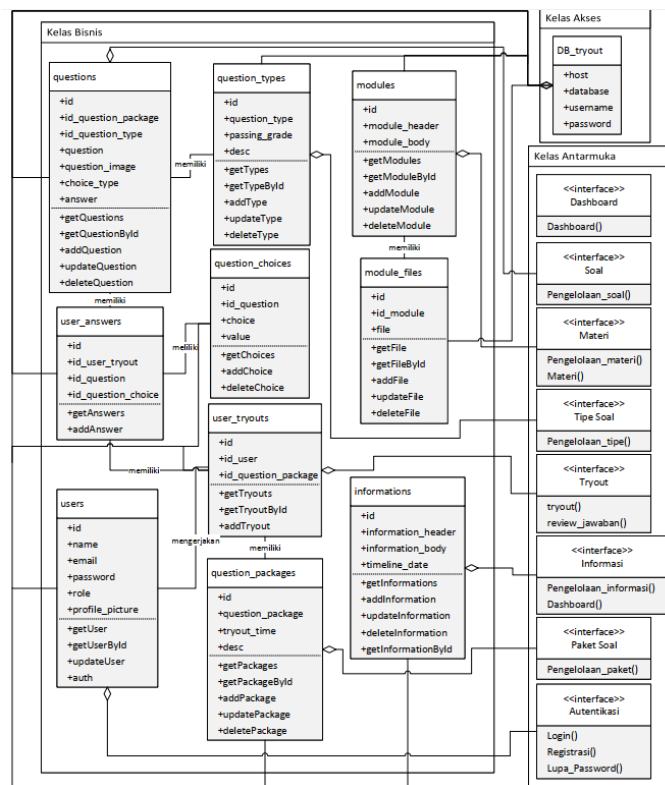 Kelas Bisnis
questions
+id
+id_question_package
+id_question_type
+question
+question_image
+choice_type
+answer
+getQuestions
+getQuestionById
+addQuestion
+updateQuestion
+deleteQuestion
memiliki
question_types
+id
+question_type
+passing_grade
+desc
+getTypes
+getTypeById
+addType
+updateType
+deleteType
modules
+id
+module_header
+module_body
+getModules
+getModuleById
+addModule
+updateModule
+deleteModule
memiliki
memiliki
user_answers
+id
+id_user_tryout
+id_question
+id_question_choice
+getAnswers
+addAnswer
question_choices
+id
+id_question
+choice
+value
+getChoices
+addChoice
+deleteChoice
module_files
+id
+id_module
+file
+getFile
+getFileById
+addFile
+updateFile
+deleteFile
memiliki
user_tryouts
+id
+id_user
+id_question_package
+getTryouts
+getTryoutById
+addTryout
memiliki
users
+id
+name
+email
+password
+role
+profile_picture
+getUser
+getUserById
+updateUser
+auth
mengerjakan
memiliki
question_packages
+id
+question_package
+tryout_time
+desc
+getPackages
+getPackageById
+addPackage
+updatePackage
+deletePackage
informations
+id
+information_header
+information_body
+timeline_date
+getInformations
+addInformation
+updateInformation
+deleteInformation
+getInformationById
Kelas Akses
DB_tryout
+host
+database
+username
+password
Kelas Antarmuka
<<interface>>
Dashboard
Dashboard()
<<interface>>
Soal
Pengelolaan_soal()
<<interface>>
Materi
Pengelolaan_materi()
Materi()
<<interface>>
Tipe Soal
Pengelolaan_tipe()
<<interface>>
Tryout
tryout()
review_jawaban()
<<interface>>
Informasi
Pengelolaan_informasi()
Dashboard()
<<interface>>
Paket Soal
Pengelolaan_paket()
<<interface>>
Autentikasi
Login()
Registrasi()
Lupa_Password()